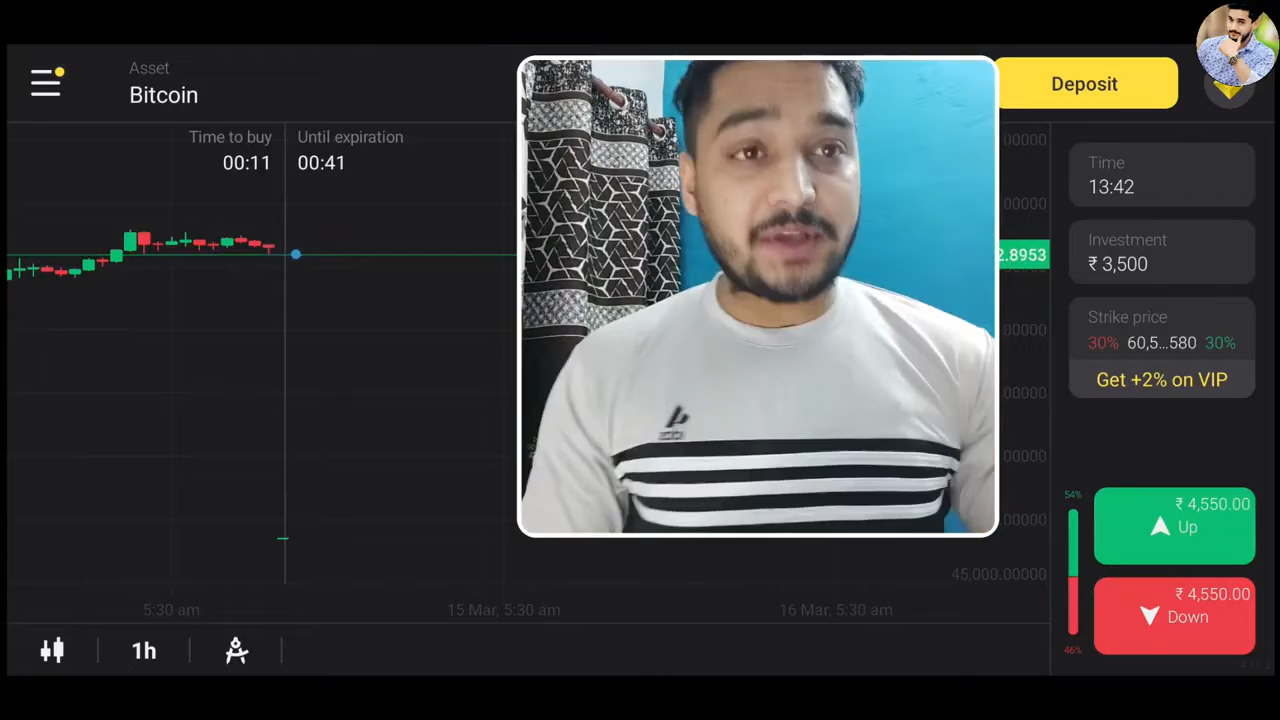 Asset
Bitcoin
Deposit
Time to buy
00:11
Until expiration
00:41
Time
13:42
Investment
₹ 3,500
2.8953
Strike price
30% 60,5...580 30%
Get +2% on VIP
54%
₹ 4,550.00
Up
₹ 4,550.00
Down
46%
45,000.00000
5:30 am
15 Mar, 5:30 am
16 Mar, 5:30 am
1h